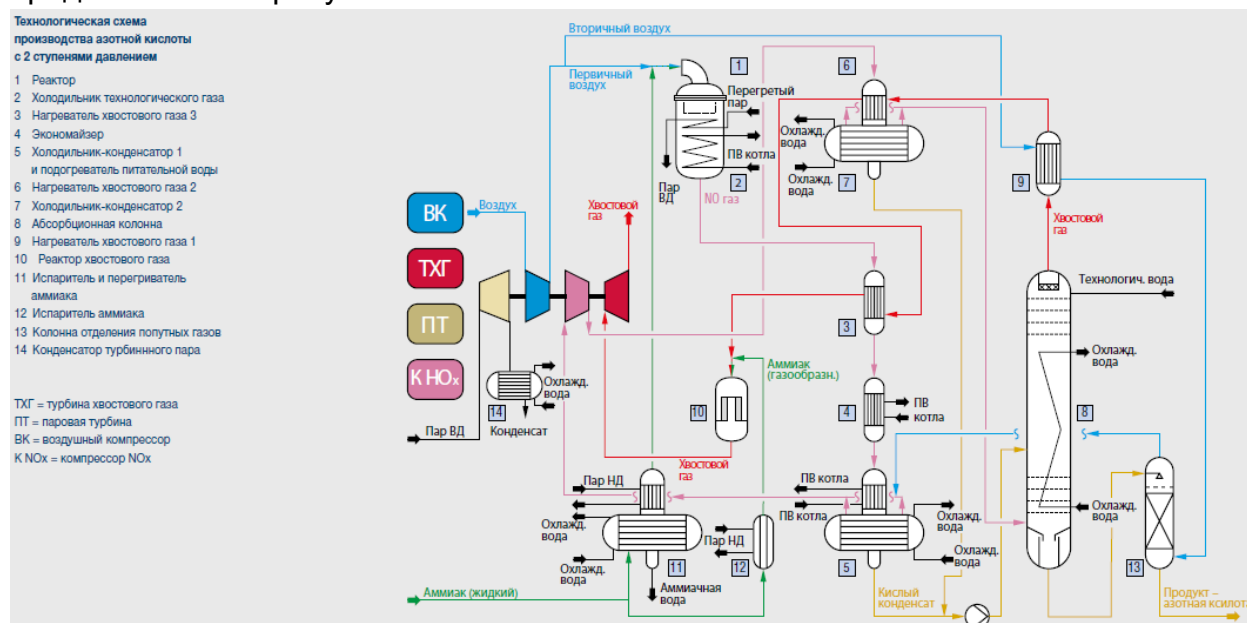 Технологическая схема
производства азотной кислоты
с 2 ступенями давлением
1 Реактор
2 Холодильник технологического газа
3 Нагреватель хвостового газа 3
4 Экономайзер
5 Холодильник-конденсатор 1
и подогреватель питательной воды
6 Нагреватель хвостового газа 2
7 Холодильник-конденсатор 2
8 Абсорбционная колонна
9 Нагреватель хвостового газа 1
10 Реактор хвостового газа
11 Испаритель и перегриватель
аммиака
12 Испаритель аммиака
13 Колонна отделения попутных газов
14 Конденсатор турбиннного пара
ТХГ = турбина хвостового газа
ПТ = паровая турбина
ВК = воздушный компрессор
К NOx = компрессор NOx
ВК
ТХГ
ПТ
К НОх
Воздух
Хвостовой
газ
Вторичный воздух
Первичный
воздух
1
Перегретый
пар
ПВ котла
Пар
ВД
2
NO газ
6
Охлажд.
вода
Охлажд.
вода
7
9
Хвостовой
газ
Технологич. вода
Охлажд.
вода
8
Охлажд.
вода
13
Продукт –
азотная ксилота
3
4
ПВ
котла
Аммиак
(газообразн.)
10
Хвостовой
газ
Охлажд.
вода
14
Конденсат
Пар ВД
Пар НД
Охлажд.
вода
Охлажд.
вода
11
Аммиачная
вода
Пар НД
12
Аммиак (жидкий)
ПВ котла
ПВ котла
Охлажд.
вода
Охлажд.
вода
5
Кислый
конденсат